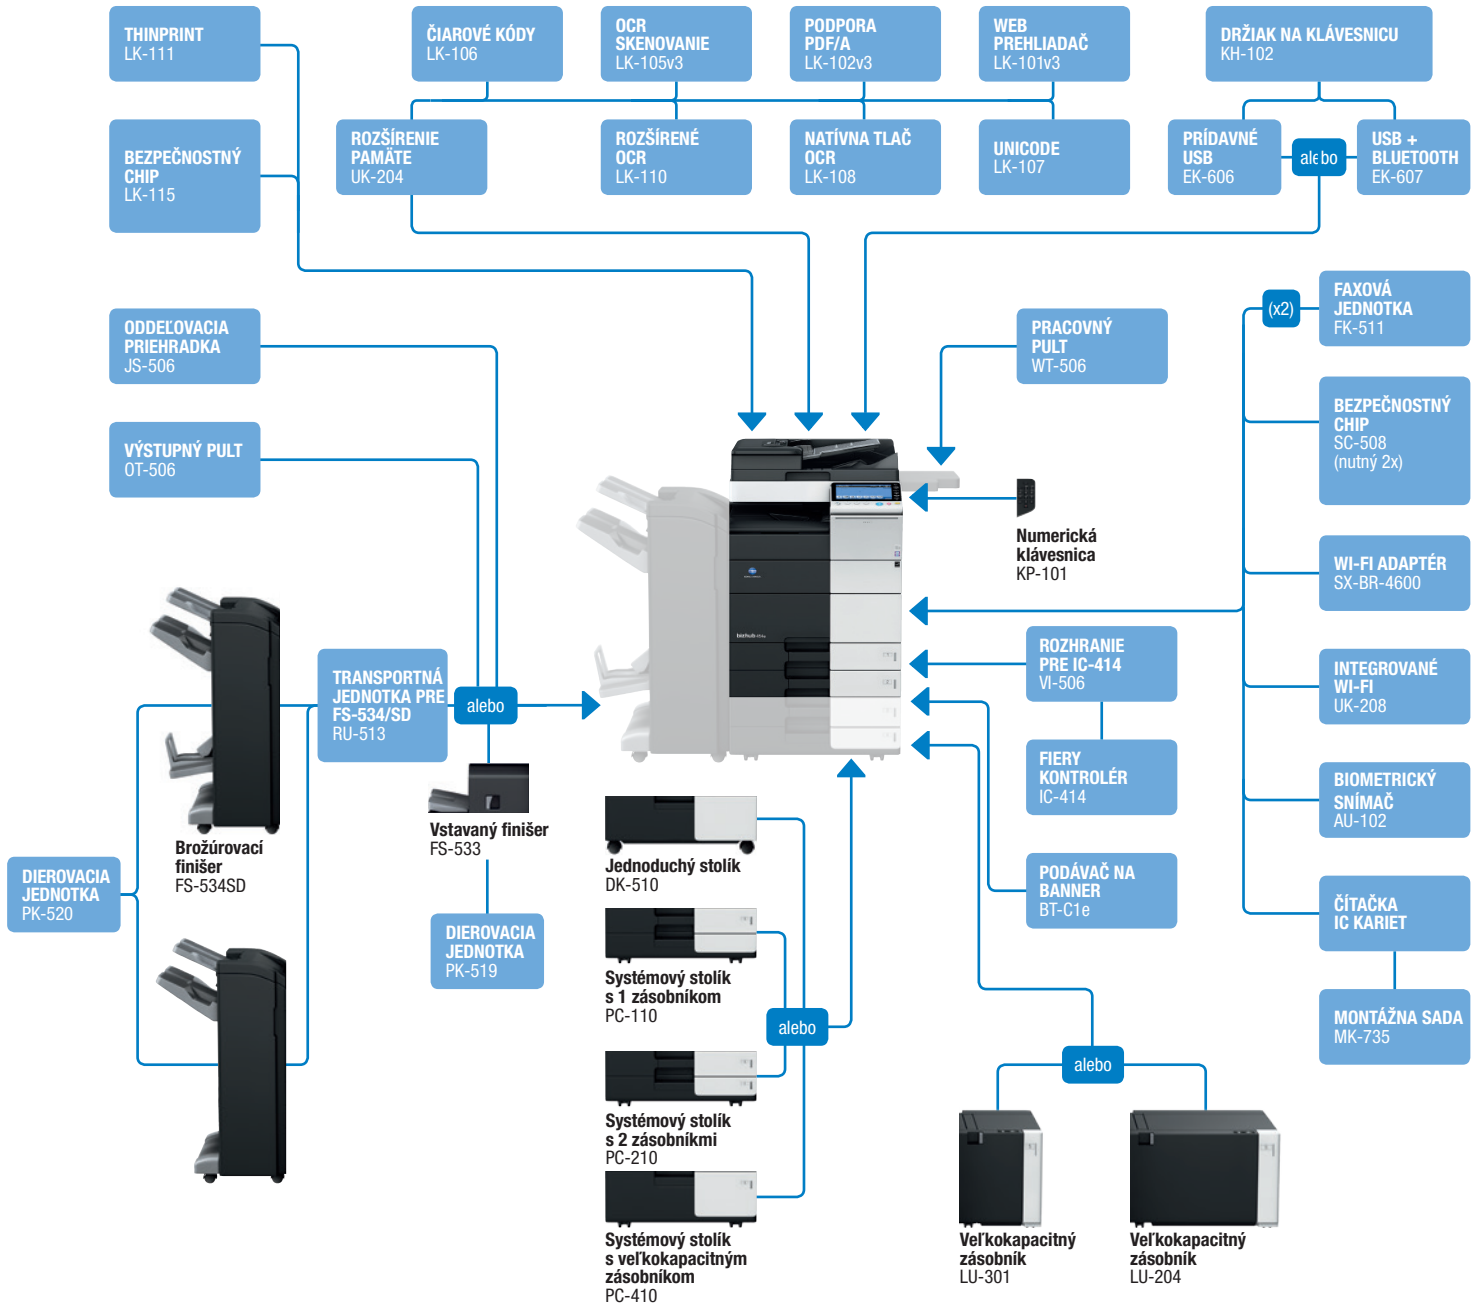 THINPRINT
LK-111
ČIAROVÉ KÓDY
LK-106
OCR
SKENOVANIE
LK-105v3
PODPORA
PDF/A
LK-102v3
WEB
PREHLIADAČ
LK-101v3
DRŽIAK NA KLÁVESNICU
KH-102
BEZPEČNOSTNÝ
CHIP
LK-115
ROZŠÍRENIE
PAMÄTE
UK-204
ROZŠÍRENÉ
OCR
LK-110
NATÍVNA TLAČ
OCR
LK-108
UNICODE
LK-107
PRÍDAVNÉ
USB
EK-606
alebo
USB +
BLUETOOTH
EK-607
ODDEĽOVACIA
PRIEHRADKA
JS-506
PRACOVNÝ
PULT
WT-506
(x2)
FAXOVÁ
JEDNOTKA
FK-511
VÝSTUPNÝ PULT
OT-506
BEZPEČNOSTNÝ
CHIP
SC-508
(nutný 2x)
Numerická
klávesnica
KP-101
WI-FI ADAPTÉR
SX-BR-4600
bizhub
TRANSPORTNÁ
JEDNOTKA PRE
FS-534/SD
RU-513
alebo
ROZHRANIE
PRE IC-414
VI-506
INTEGROVANÉ
WI-FI
UK-208
FIERY
KONTROLÉR
IC-414
BIOMETRICKÝ
SNÍMAČ
AU-102
Brožúrovací
finišer
FS-534SD
Vstavaný finišer
FS-533
Jednoduchý stolík
DK-510
PODÁVAČ NA
BANNER
BT-C1e
DIEROVACIA
JEDNOTKA
PK-520
ČÍTAČKA
IC KARIET
DIEROVACIA
JEDNOTKA
PK-519
Systémový stolík
s 1 zásobníkom
PC-110
alebo
MONTÁŽNA SADA
MK-735
alebo
Systémový stolík
s 2 zásobníkmi
PC-210
Systémový stolík
s veľkokapacitným
zásobníkom
PC-410
Veľkokapacitný
zásobník
LU-301
Veľkokapacitný
zásobník
LU-204